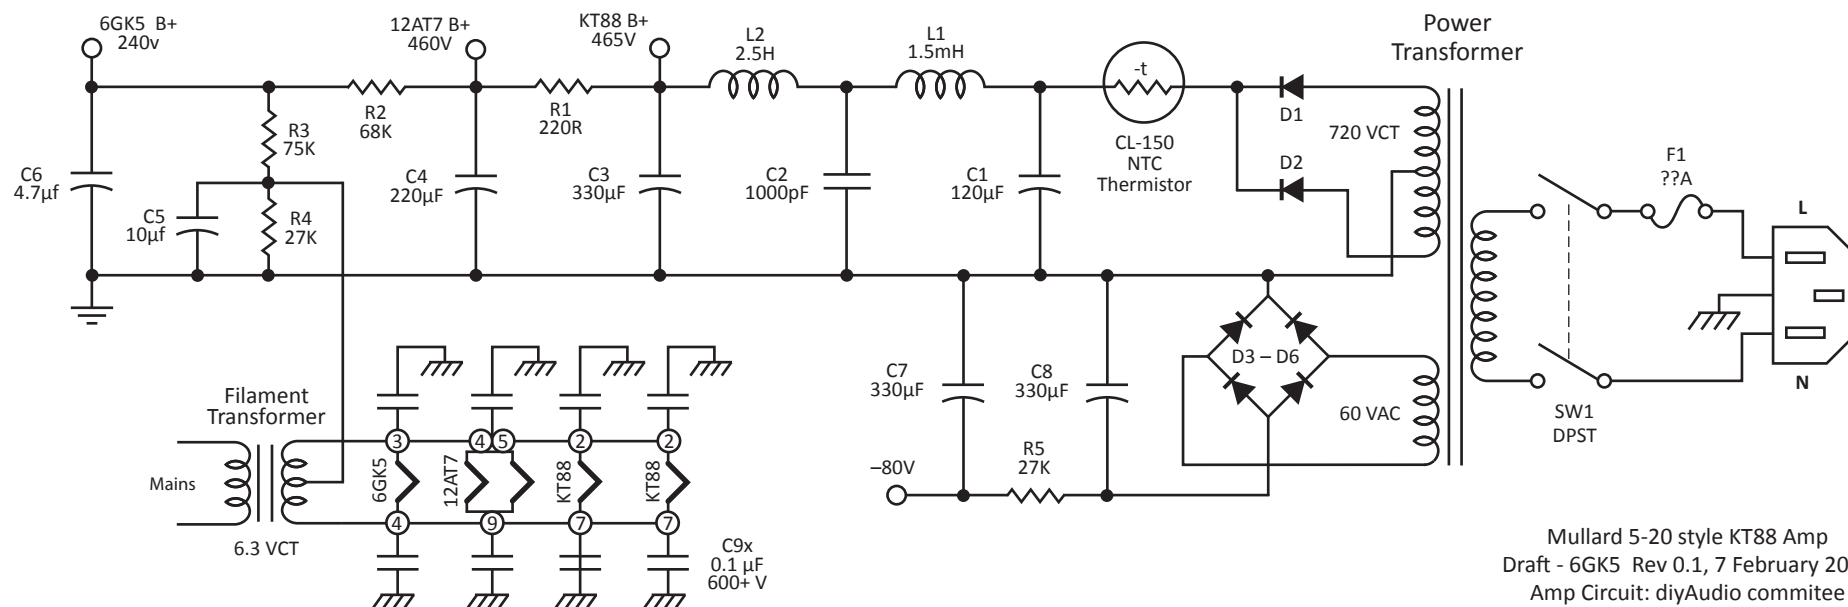 6GK5 B+
240v
12AT7 B+
460V
KT88 B+
465V
L2
2.5H
L1
1.5mH
-t
CL-150
NTC
Thermistor
D1
D2
Power
Transformer
720 VCT
F1
??A
L
N
SW1
DPST
R2
68K
R1
220R
R3
75K
R4
27K
C6
4.7µf
C5
10µf
C4
220µF
C3
330µF
C2
1000pF
C1
120µF
C7
330µF
C8
330µF
D3 – D6
60 VAC
R5
27K
–80V
Filament
Transformer
Mains
6.3 VCT
3
4
5
2
2
6GK5
12AT7
KT88
KT88
4
9
7
7
C9x
0.1 µF
600+ V
Mullard 5-20 style KT88 Amp
Draft - 6GK5 Rev 0.1, 7 February 20
Amp Circuit: diyAudio commitee